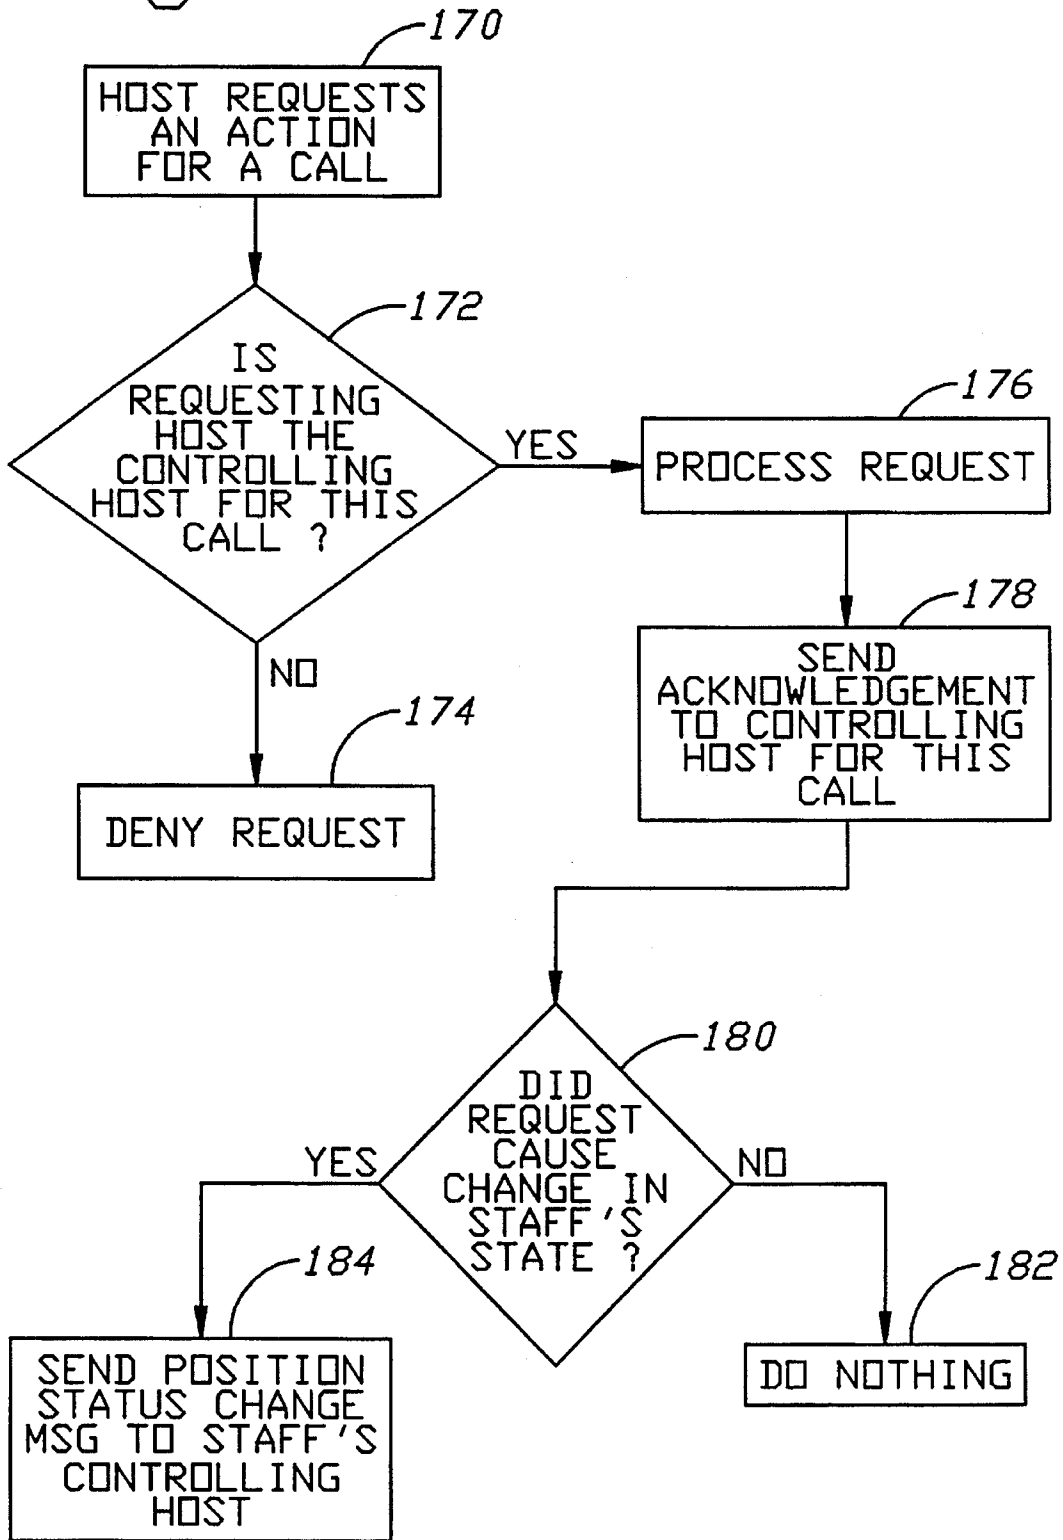 170
HOST REQUESTS
AN ACTION
FOR A CALL
172
IS
REQUESTING
HOST THE
CONTROLLING
HOST FOR THIS
CALL ?
YES
176
PROCESS REQUEST
178
SEND
ACKNOWLEDGEMENT
TO CONTROLLING
HOST FOR THIS
CALL
NO
174
DENY REQUEST
180
DID
REQUEST
CAUSE
CHANGE IN
STAFF'S
STATE ?
YES
NO
184
SEND POSITION
STATUS CHANGE
MSG TO STAFF'S
CONTROLLING
HOST
182
DO NOTHING